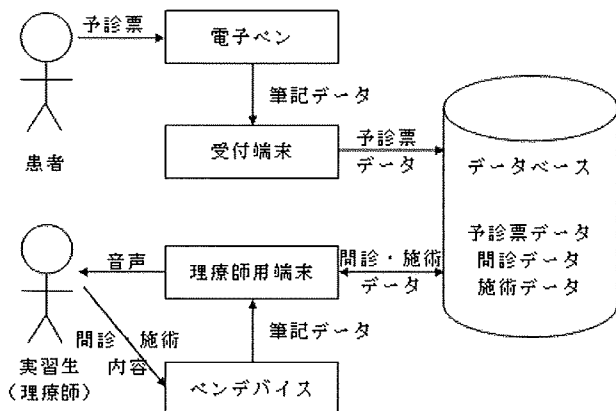 予診票
電子ペン
筆記データ
患者
受付端末
予診票
データ
データベース
予診票データ
問診データ
施術データ
音声
理療師用端末
問診・施術
データ
筆記データ
問診・施術
内容
実習生
(理療師)
ペンデバイス